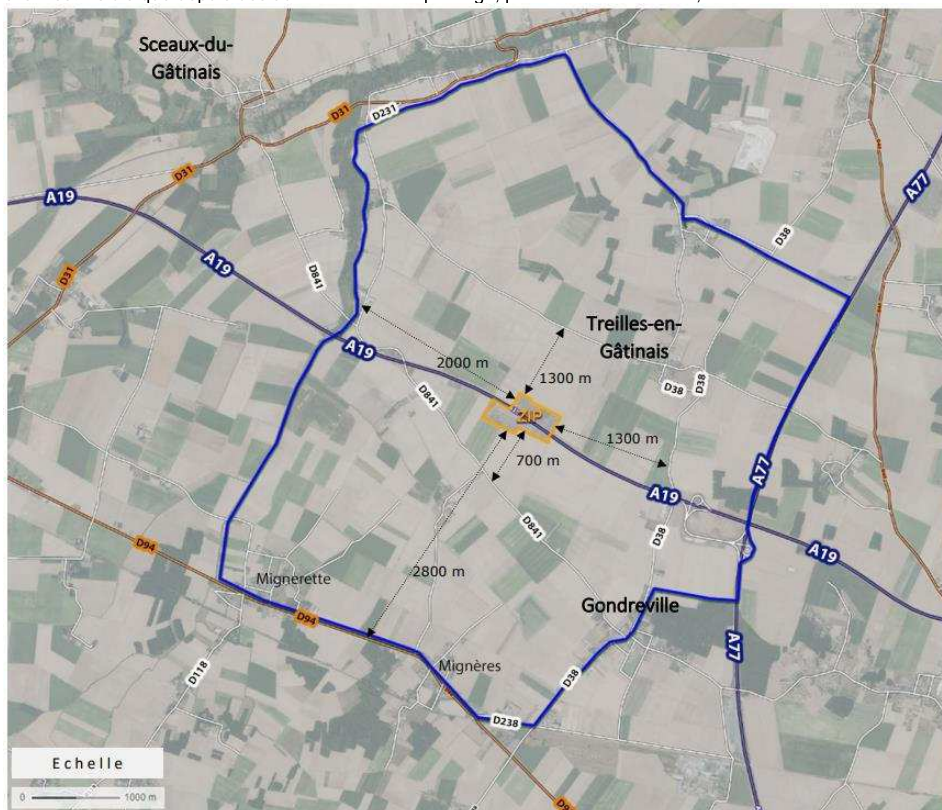 Sceaux-du-
Gâtinais
D31
D231
D31
A19
A77
D31
A19
D841
D38
A19
2000 m
Treilles-en-
Gâtinais
1300 m
D38
D38
D841
ZIP
1300 m
700 m
A19
A77
D841
D38
A19
D94
2800 m
Mignerette
D94
Gondreville
A77
D118
Mignères
D38
D238
Echelle
0
1000 m